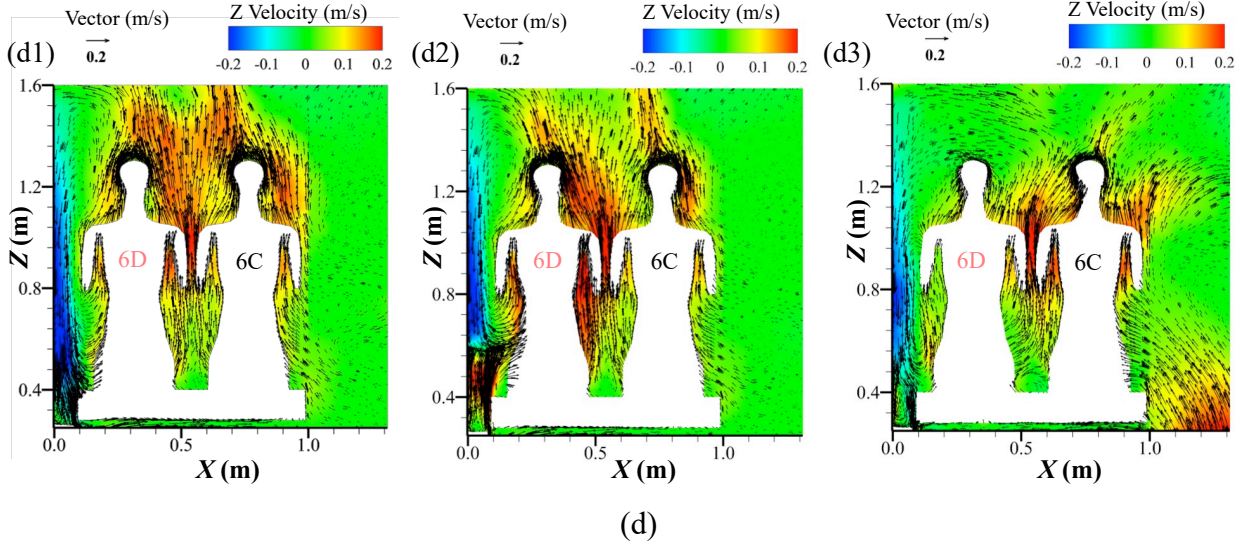 (d1)
Vector (m/s)
0.2
Z Velocity (m/s)
-0.2 -0.1 0 0.1 0.2
1.6
1.2
0.8
0.4
Z (m)
6D 6C
0.0 0.5 1.0
X (m)
(d2)
Vector (m/s)
0.2
Z Velocity (m/s)
-0.2 -0.1 0 0.1 0.2
1.6
1.2
0.8
0.4
Z (m)
6D 6C
0.0 0.5 1.0
X (m)
(d3)
Vector (m/s)
0.2
Z Velocity (m/s)
-0.2 -0.1 0 0.1 0.2
1.6
1.2
0.8
0.4
Z (m)
6D 6C
0.0 0.5 1.0
X (m)
(d)